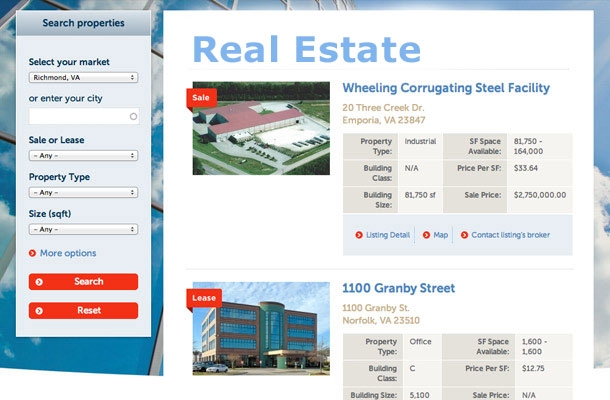 Search properties
Select your market
Richmond, VA
or enter your city
Sale or Lease
- Any -
Property Type
- Any -
Size (sqft)
- Any -
More options
Search
Reset
Real Estate
Sale
Wheeling Corrugating Steel Facility
20 Three Creek Dr.
Emporia, VA 23847
Property Type: Industrial SF Space Available: 81,750 - 164,000
Building Class: N/A Price Per SF: $33.64
Building Size: 81,750 sf Sale Price: $2,750,000.00
Listing Detail Map Contact listing's broker
Lease
1100 Granby Street
1100 Granby St.
Norfolk, VA 23510
Property Type: Office SF Space Available: 1,600 - 1,600
Building Class: C Price Per SF: $12.75
Building Size: 5,100 Sale Price: N/A